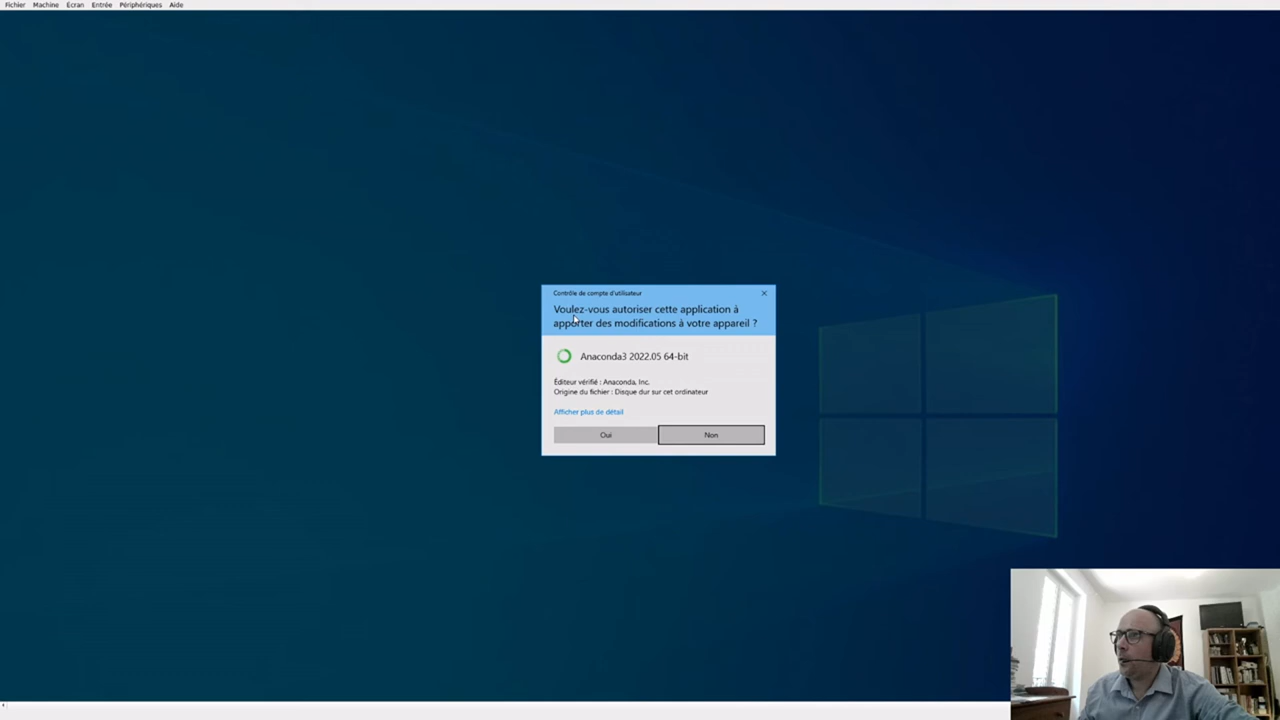 Fichier Machine Écran Entrée Périphériques Aide
Contrôle de compte d'utilisateur
Voulez-vous autoriser cette application à
apporter des modifications à votre appareil ?
Anaconda3 2022.05 64-bit
Éditeur vérifié : Anaconda, Inc.
Origine du fichier : Disque dur sur cet ordinateur
Afficher plus de détail
Oui Non